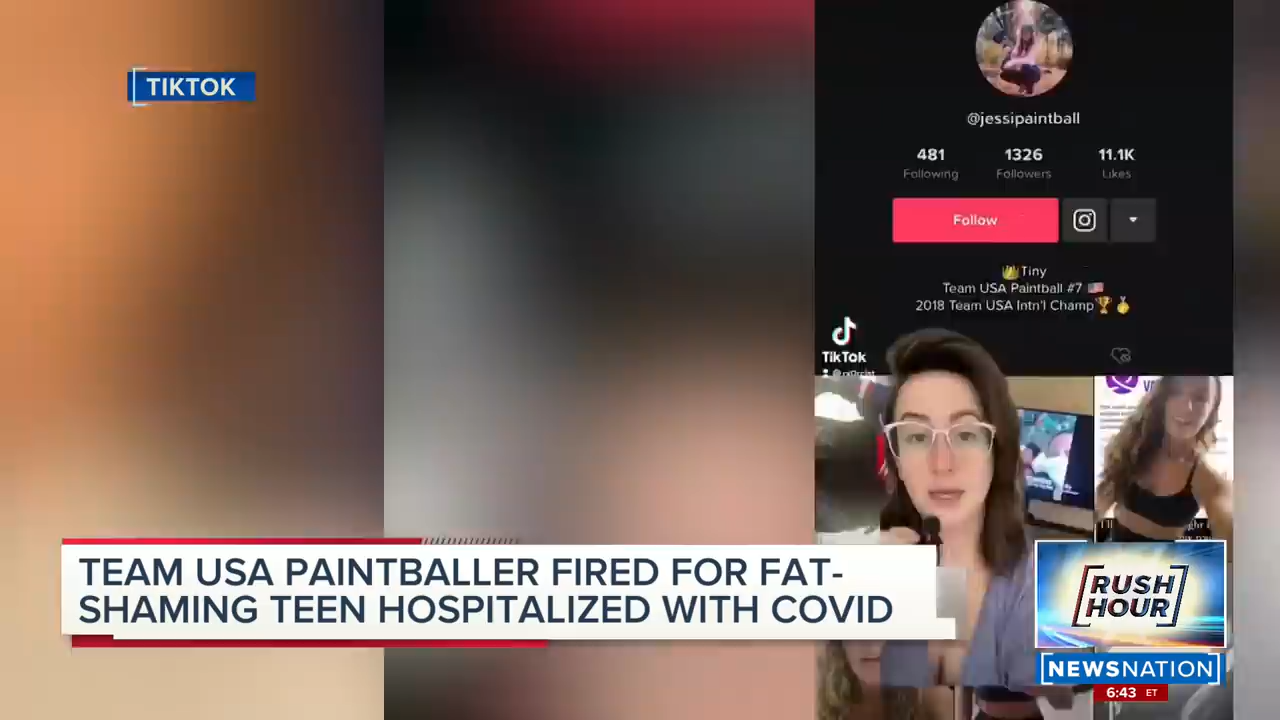 TIKTOK
@jessipaintball
481 1326 11.1K
Following Followers Likes
Follow
Tiny
Team USA Paintball #7
2018 Team USA Intn'l Champ
TikTok
TEAM USA PAINTBALLER FIRED FOR FAT-
SHAMING TEEN HOSPITALIZED WITH COVID
RUSH
HOUR
NEWSNATION
6:43 ET